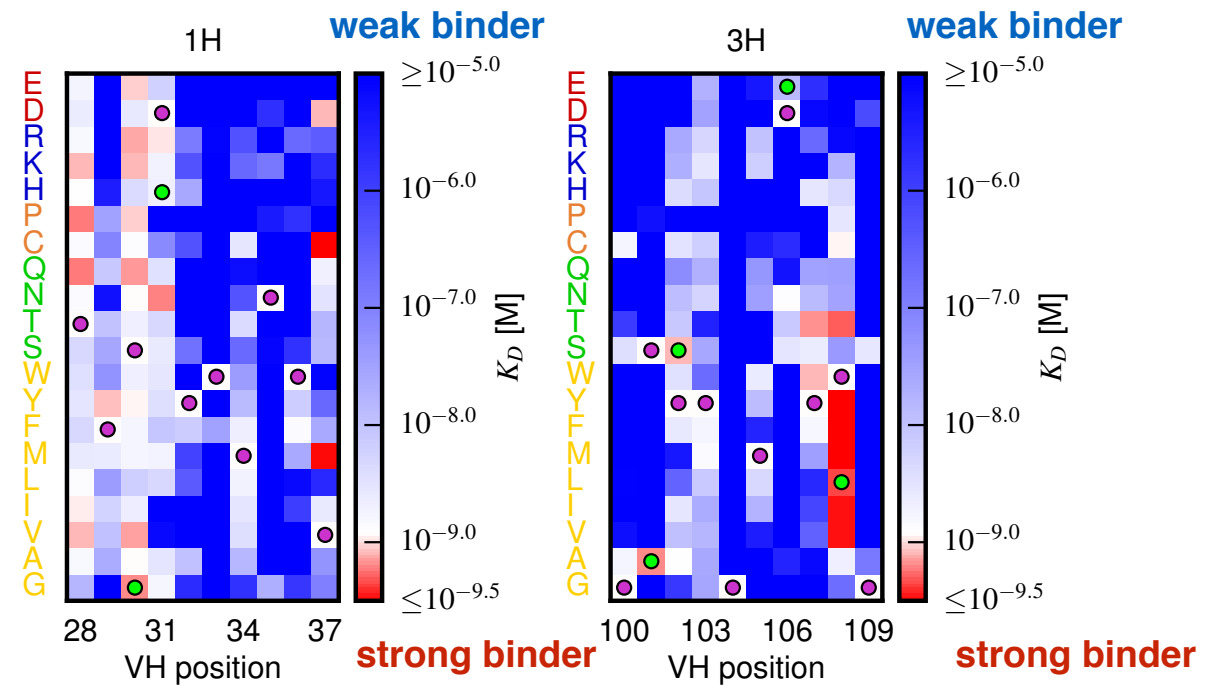 weak binder
weak binder
1H
3H
E
D
R
K
H
P
C
Q
N
T
S
W
Y
F
M
L
I
V
A
G
28 31 34 37
VH position
≥10^−5.0
10^−6.0
10^−7.0
10^−8.0
10^−9.0
≤10^−9.5
K_D [M]
strong binder
E
D
R
K
H
P
C
Q
N
T
S
W
Y
F
M
L
I
V
A
G
100 103 106 109
VH position
≥10^−5.0
10^−6.0
10^−7.0
10^−8.0
10^−9.0
≤10^−9.5
K_D [M]
strong binder